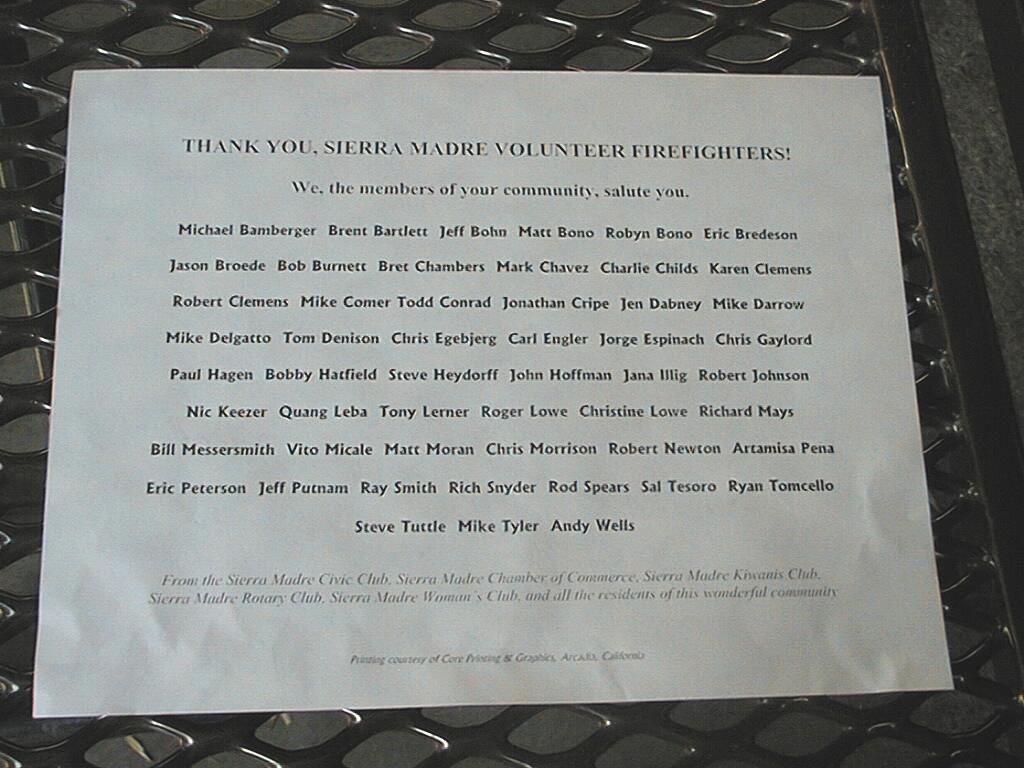 THANK YOU, SIERRA MADRE VOLUNTEER FIREFIGHTERS!
We, the members of your community, salute you.
Michael Bamberger Brent Bartlett Jeff Bohn Matt Bono Robyn Bono Eric Bredeson
Jason Broede Bob Burnett Bret Chambers Mark Chavez Charlie Childs Karen Clemens
Robert Clemens Mike Comer Todd Conrad Jonathan Cripe Jen Dabney Mike Darrow
Mike Delgatto Tom Denison Chris Egebjerg Carl Engler Jorge Espinach Chris Gaylord
Paul Hagen Bobby Hatfield Steve Heydorff John Hoffman Jana Illig Robert Johnson
Nic Keezer Quang Leba Tony Lerner Roger Lowe Christine Lowe Richard Mays
Bill Messersmith Vito Micale Matt Moran Chris Morrison Robert Newton Artamisa Pena
Eric Peterson Jeff Putnam Ray Smith Rich Snyder Rod Spears Sal Tesoro Ryan Tomcello
Steve Tuttle Mike Tyler Andy Wells
From the Sierra Madre Civic Club, Sierra Madre Chamber of Commerce, Sierra Madre Kiwanis Club,
Sierra Madre Rotary Club, Sierra Madre Woman's Club, and all the residents of this wonderful community
Printing courtesy of Core Printing & Graphics, Arcadia, California